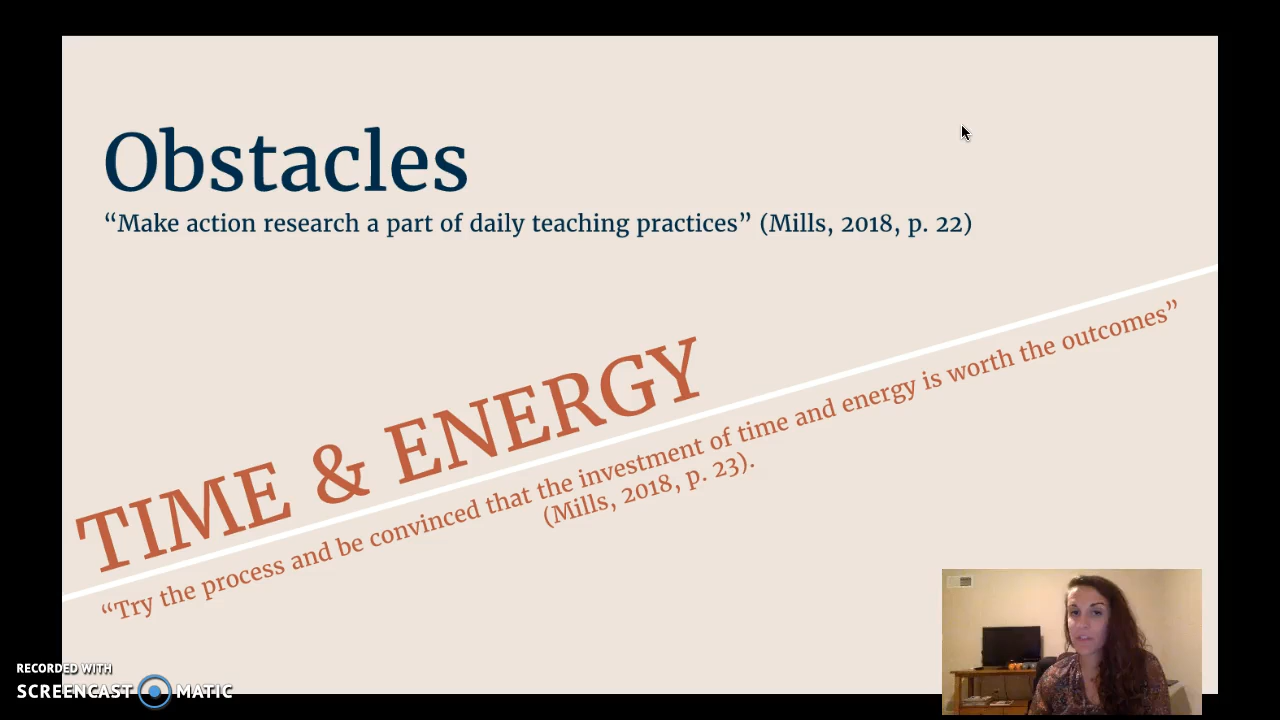 Obstacles
“Make action research a part of daily teaching practices” (Mills, 2018, p. 22)
TIME & ENERGY
“Try the process and be convinced that the investment of time and energy is worth the outcomes”
(Mills, 2018, p. 23).
RECORDED WITH
SCREENCAST MATIC